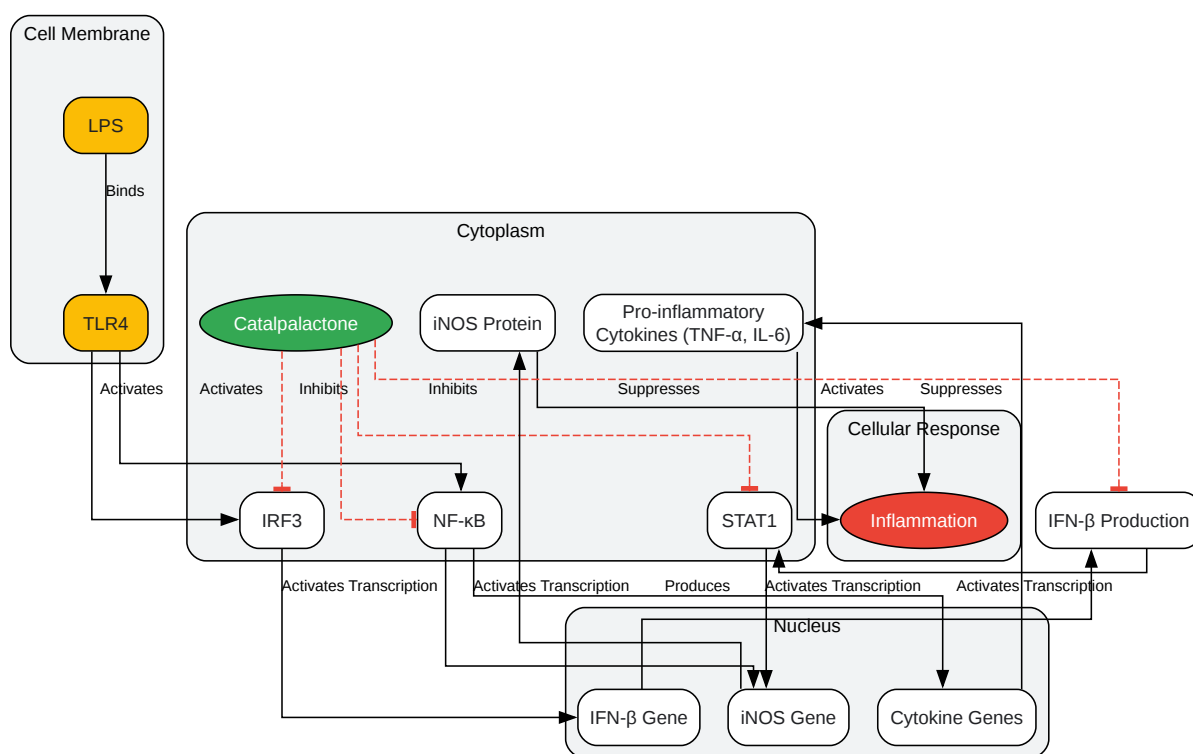 Cell Membrane
LPS
Binds
Cytoplasm
TLR4
Catalpalactone
iNOS Protein
Pro-inflammatory
Cytokines (TNF-α, IL-6)
Activates
Activates
Inhibits
Inhibits
Suppresses
Activates
Suppresses
Cellular Response
IRF3
NF-κB
STAT1
Inflammation
IFN-β Production
Activates Transcription
Activates Transcription
Produces
Activates Transcription
Activates Transcription
Nucleus
IFN-β Gene
iNOS Gene
Cytokine Genes